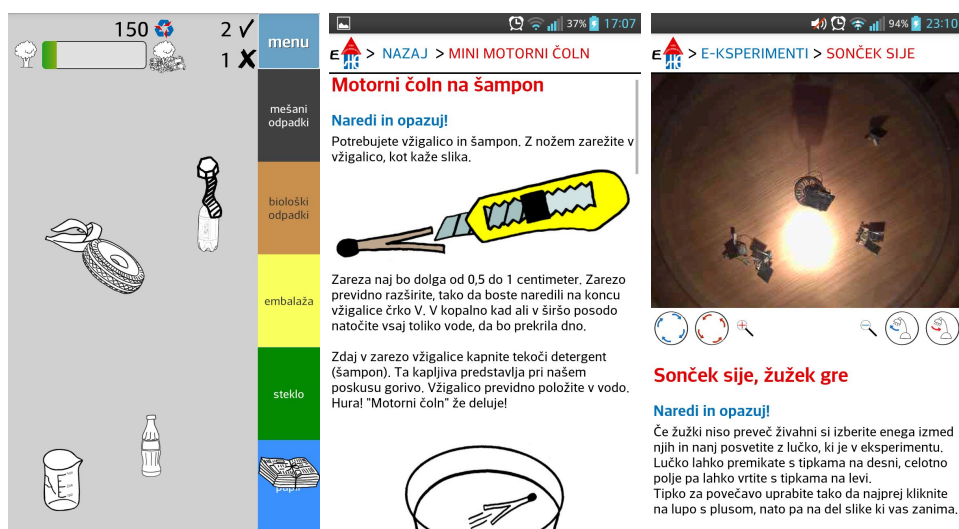 150
2 ✓
1 ✗
menu
mešani
odpadki
biološki
odpadki
embalaža
steklo
papir
37% 17:07
> NAZAJ > MINI MOTORNI ČOLN
Motorni čoln na šampon
Naredi in opazuj!
Potrebujete vžigalico in šampon. Z nožem zarežite v
vžigalico, kot kaže slika.
Zareza naj bo dolga od 0,5 do 1 centimeter. Zarezo
previdno razširite, tako da boste naredili na koncu
vžigalice črko V. V kopalno kad ali v širšo posodo
natočite vsaj toliko vode, da bo prekrila dno.
Zdaj v zarezo vžigalice kapnite tekoči detergent
(šampon). Ta kapljiva predstavlja pri našem
poskusu gorivo. Vžigalico previdno položite v vodo.
Hura! "Motorni čoln" že deluje!
94% 23:10
> E-KSPERIMENTI > SONČEK SIJE
Sonček sije, žužek gre
Naredi in opazuj!
Če žužki niso preveč živahni si izberite enega izmed
njih in nanj posvetite z lučko, ki je v eksperimentu.
Lučko lahko premikate s tipkama na desni, celotno
polje pa lahko vrtite s tipkama na levi.
Tipko za povečavo uprabite tako da najprej kliknite
na lupo s plusom, nato pa na del slike ki vas zanima.